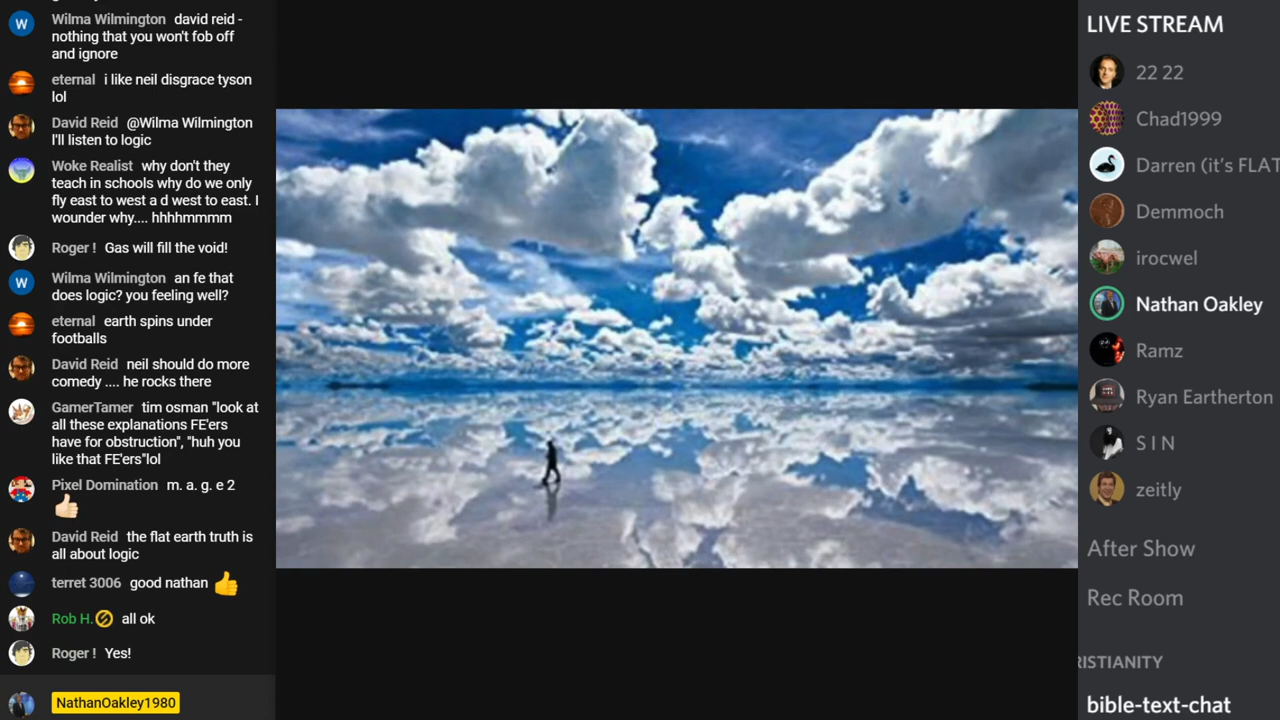 Wilma Wilmington david reid -
nothing that you won't fob off
and ignore
eternal i like neil disgrace tyson
lol
David Reid @Wilma Wilmington
I'll listen to logic
Woke Realist why don't they
teach in schools why do we only
fly east to west a d west to east. I
wounder why.... hhhhmmmm
Roger ! Gas will fill the void!
Wilma Wilmington an fe that
does logic? you feeling well?
eternal earth spins under
footballs
David Reid neil should do more
comedy .... he rocks there
GamerTamer tim osman "look at
all these explanations FE'ers
have for obstruction", "huh you
like that FE'ers"lol
Pixel Domination m. a. g. e 2
David Reid the flat earth truth is
all about logic
terret 3006 good nathan
Rob H. all ok
Roger ! Yes!
NathanOakley1980
LIVE STREAM
22 22
Chad1999
Darren (it's FLAT
Demmoch
irocwel
Nathan Oakley
Ramz
Ryan Eartherton
S I N
zeitly
After Show
Rec Room
RISTIANITY
bible-text-chat